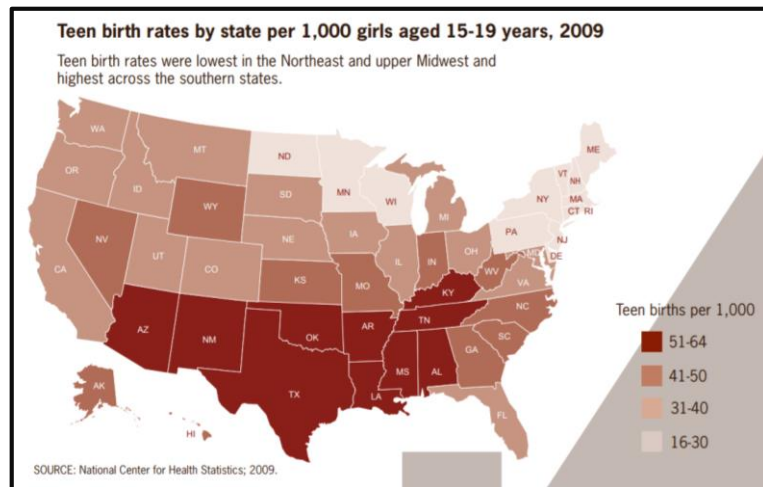 Teen birth rates by state per 1,000 girls aged 15-19 years, 2009
Teen birth rates were lowest in the Northeast and upper Midwest and
highest across the southern states.
WA
MT
ND
MN
ME
OR
ID
SD
WI
VT
NH
NY
MA
CT RI
WY
MI
NV
NE
IA
PA
NJ
CA
UT
CO
IL
IN
OH
MD
DE
WV
VA
KS
MO
KY
NC
AZ
NM
OK
AR
TN
SC
MS
AL
GA
TX
LA
FL
AK
HI
Teen births per 1,000
51-64
41-50
31-40
16-30
SOURCE: National Center for Health Statistics; 2009.